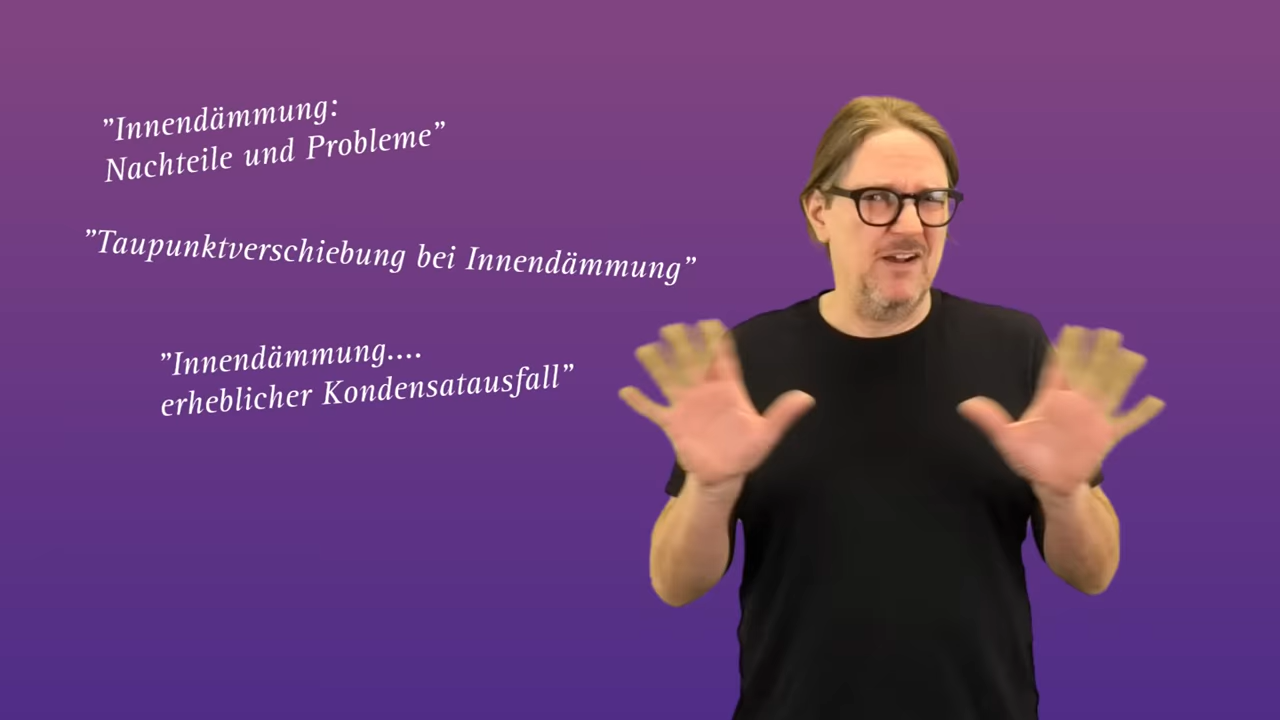 ”Innendämmung:
Nachteile und Probleme”
”Taupunktverschiebung bei Innendämmung”
”Innendämmung....
erheblicher Kondensatausfall”